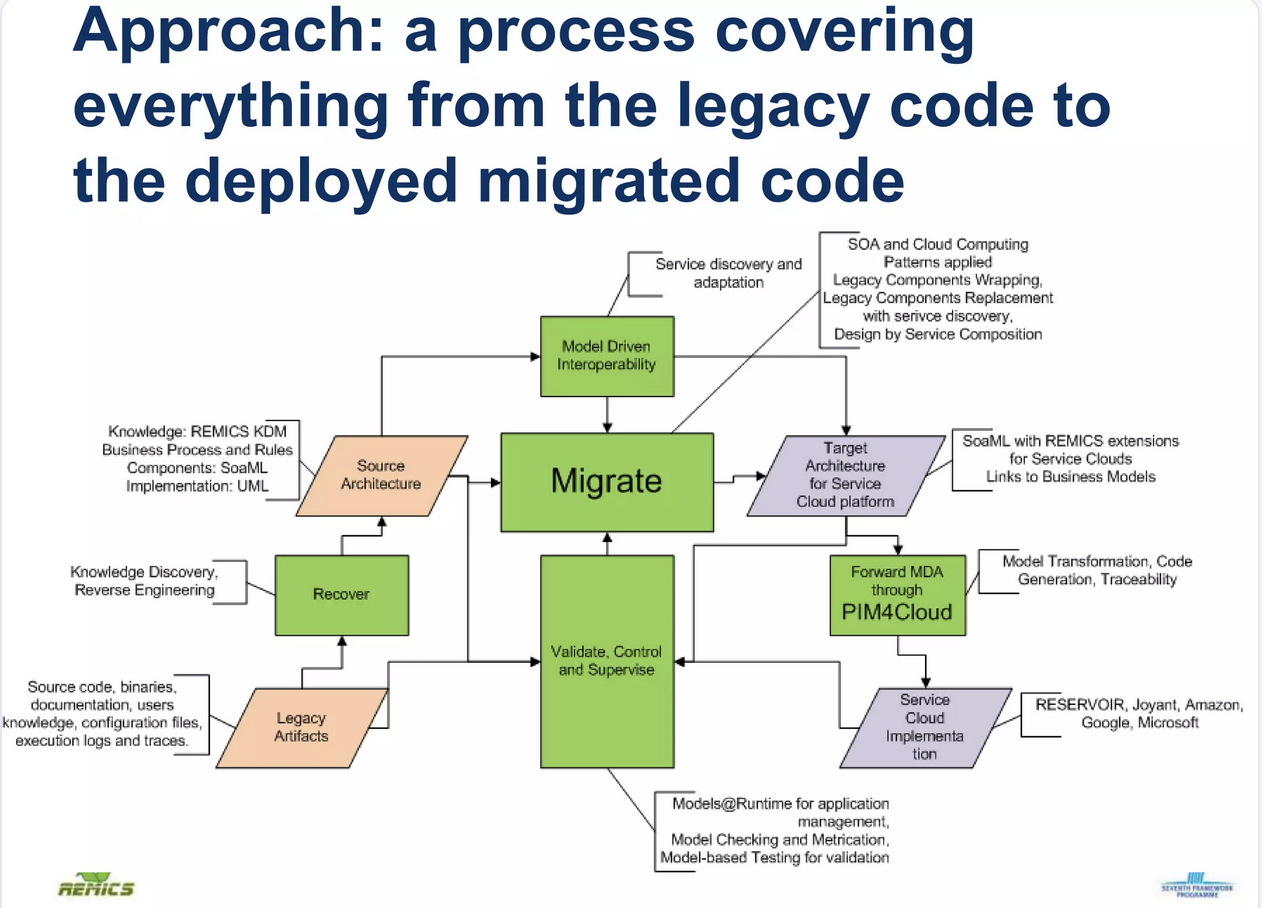 Approach: a process covering
everything from the legacy code to
the deployed migrated code
Service discovery and
adaptation
SOA and Cloud Computing
Patterns applied
Legacy Components Wrapping,
Legacy Components Replacement
with serivce discovery,
Design by Service Composition
Model Driven
Interoperability
Knowledge: REMICS KDM
Business Process and Rules
Components: SoaML
Implementation: UML
Source
Architecture
Migrate
Target
Architecture
for Service
Cloud platform
SoaML with REMICS extensions
for Service Clouds
Links to Business Models
Knowledge Discovery,
Reverse Engineering
Recover
Validate, Control
and Supervise
Forward MDA
through
PIM4Cloud
Model Transformation, Code
Generation, Traceability
Source code, binaries,
documentation, users
knowledge, configuration files,
execution logs and traces.
Legacy
Artifacts
Service
Cloud
Implementa
tion
RESERVOIR, Joyant, Amazon,
Google, Microsoft
Models@Runtime for application
management,
Model Checking and Metrication,
Model-based Testing for validation
REMICS
SEVENTH FRAMEWORK
PROGRAMME